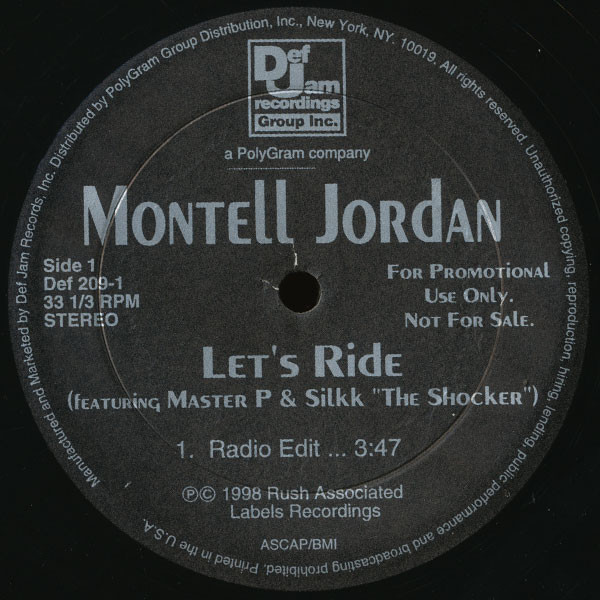 Def
Jam
recordings
Group Inc.
a PolyGram company
Montell Jordan
Side 1
Def 209-1
33 1/3 RPM
STEREO
For Promotional
Use Only.
Not For Sale.
Let's Ride
(featuring Master P & Silkk "The Shocker")
1. Radio Edit ... 3:47
℗© 1998 Rush Associated
Labels Recordings
ASCAP/BMI
Manufactured and Marketed by Def Jam Records, Inc. Distributed by PolyGram Group Distribution, Inc., New York, NY. 10019. All rights reserved. Unauthorized copying, reproduction, hiring, lending, public performance and broadcasting prohibited. Printed in the U.S.A.